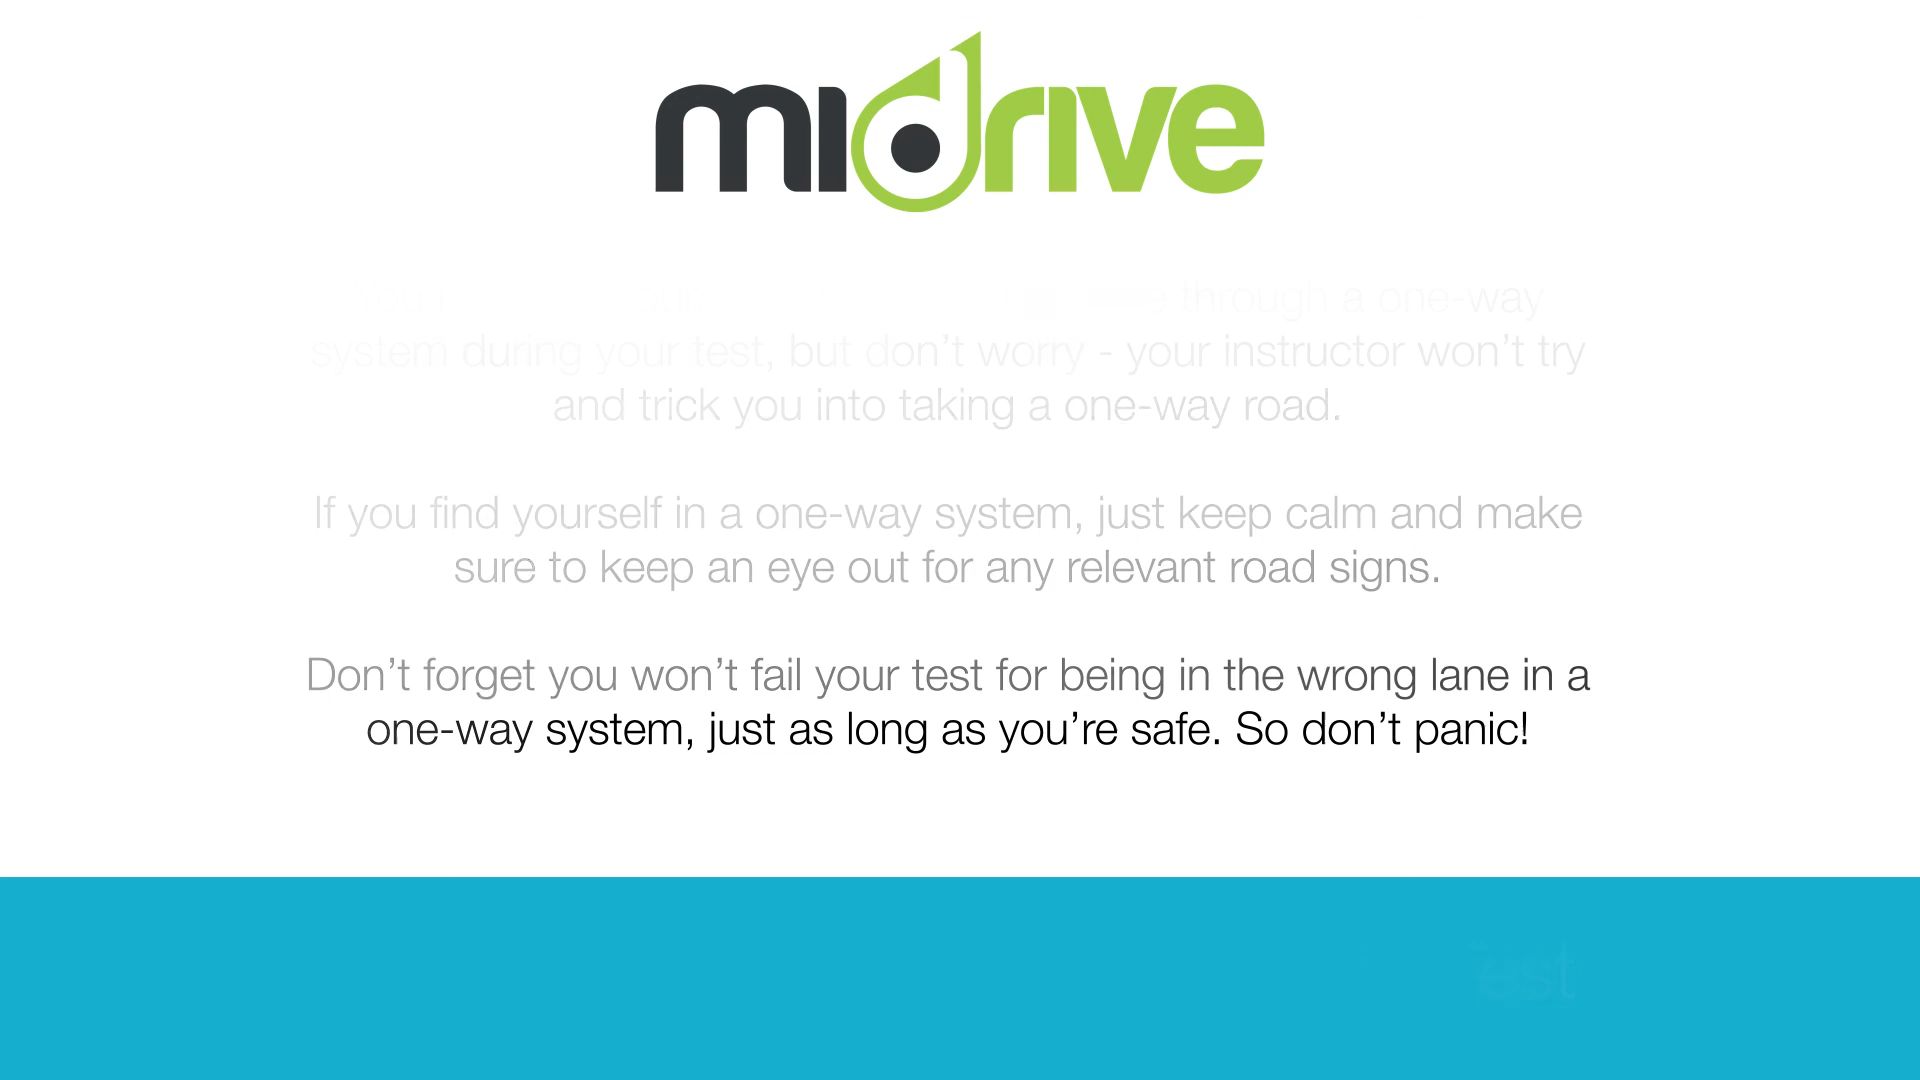 midrive
through a one-way
system during your test, but don’t worry - your instructor won’t try
and trick you into taking a one-way road.
If you find yourself in a one-way system, just keep calm and make
sure to keep an eye out for any relevant road signs.
Don’t forget you won’t fail your test for being in the wrong lane in a
one-way system, just as long as you’re safe. So don’t panic!